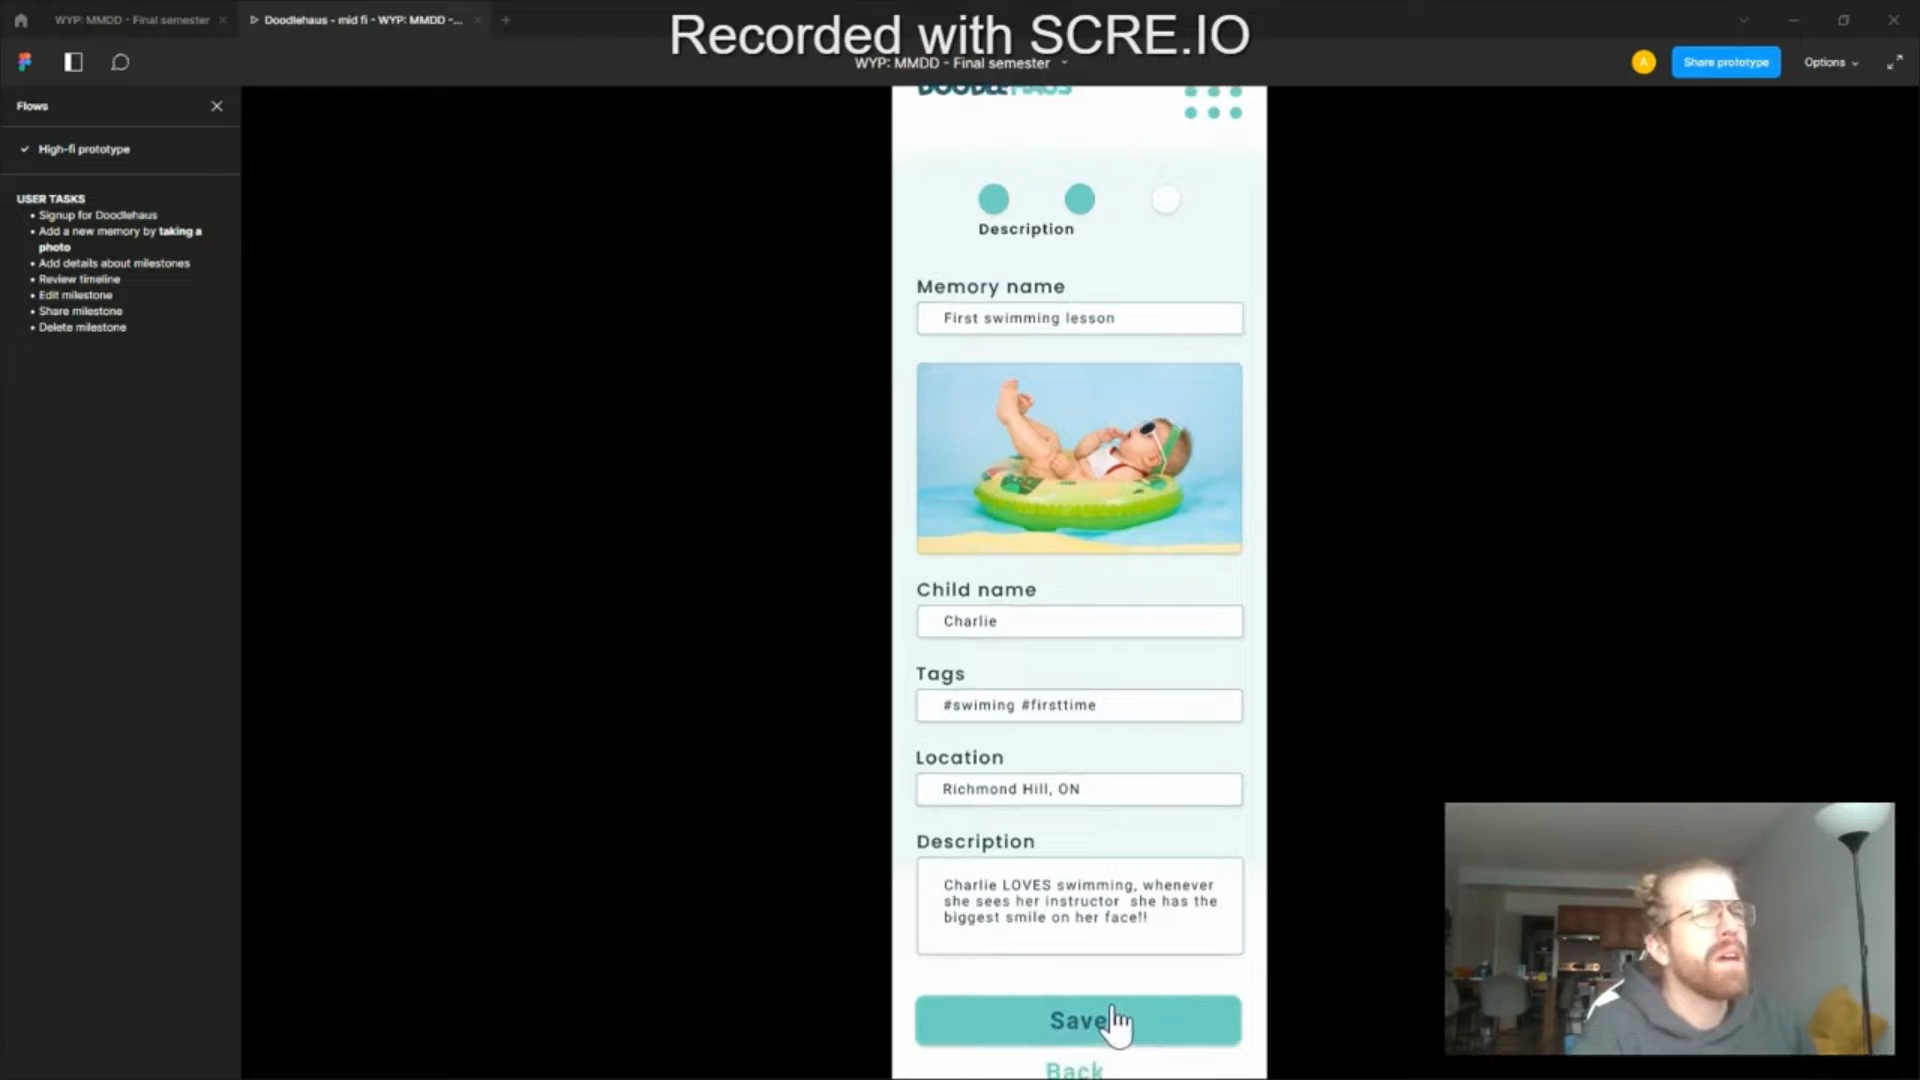 WYP: MMDD - Final semester
Doodlehaus - mid fi - WYP: MMDD -...
Recorded with SCRE.IO
WYP: MMDD - Final semester
A
Share prototype
Options
Flows
High-fi prototype
USER TASKS
• Signup for Doodlehaus
• Add a new memory by taking a
photo
• Add details about milestones
• Review timeline
• Edit milestone
• Share milestone
• Delete milestone
DOODLEHAUS
Description
Memory name
First swimming lesson
Child name
Charlie
Tags
#swiming #firsttime
Location
Richmond Hill, ON
Description
Charlie LOVES swimming, whenever
she sees her instructor she has the
biggest smile on her face!!
Save
Back